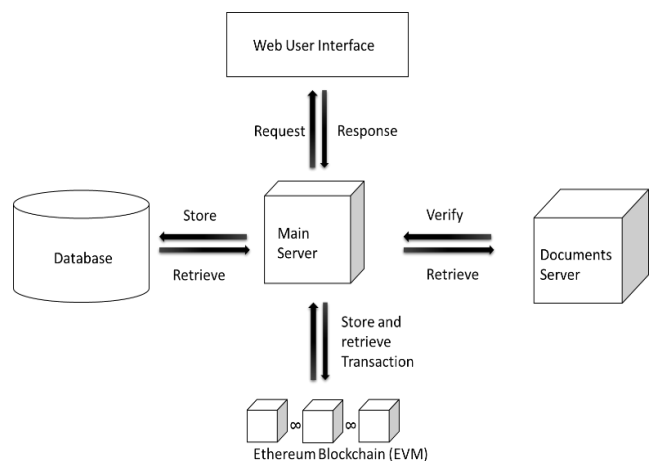 Web User Interface
Request
Response
Store
Main
Server
Verify
Database
Documents
Server
Retrieve
Retrieve
Store and
retrieve
Transaction
∞
∞
Ethereum Blockchain (EVM)